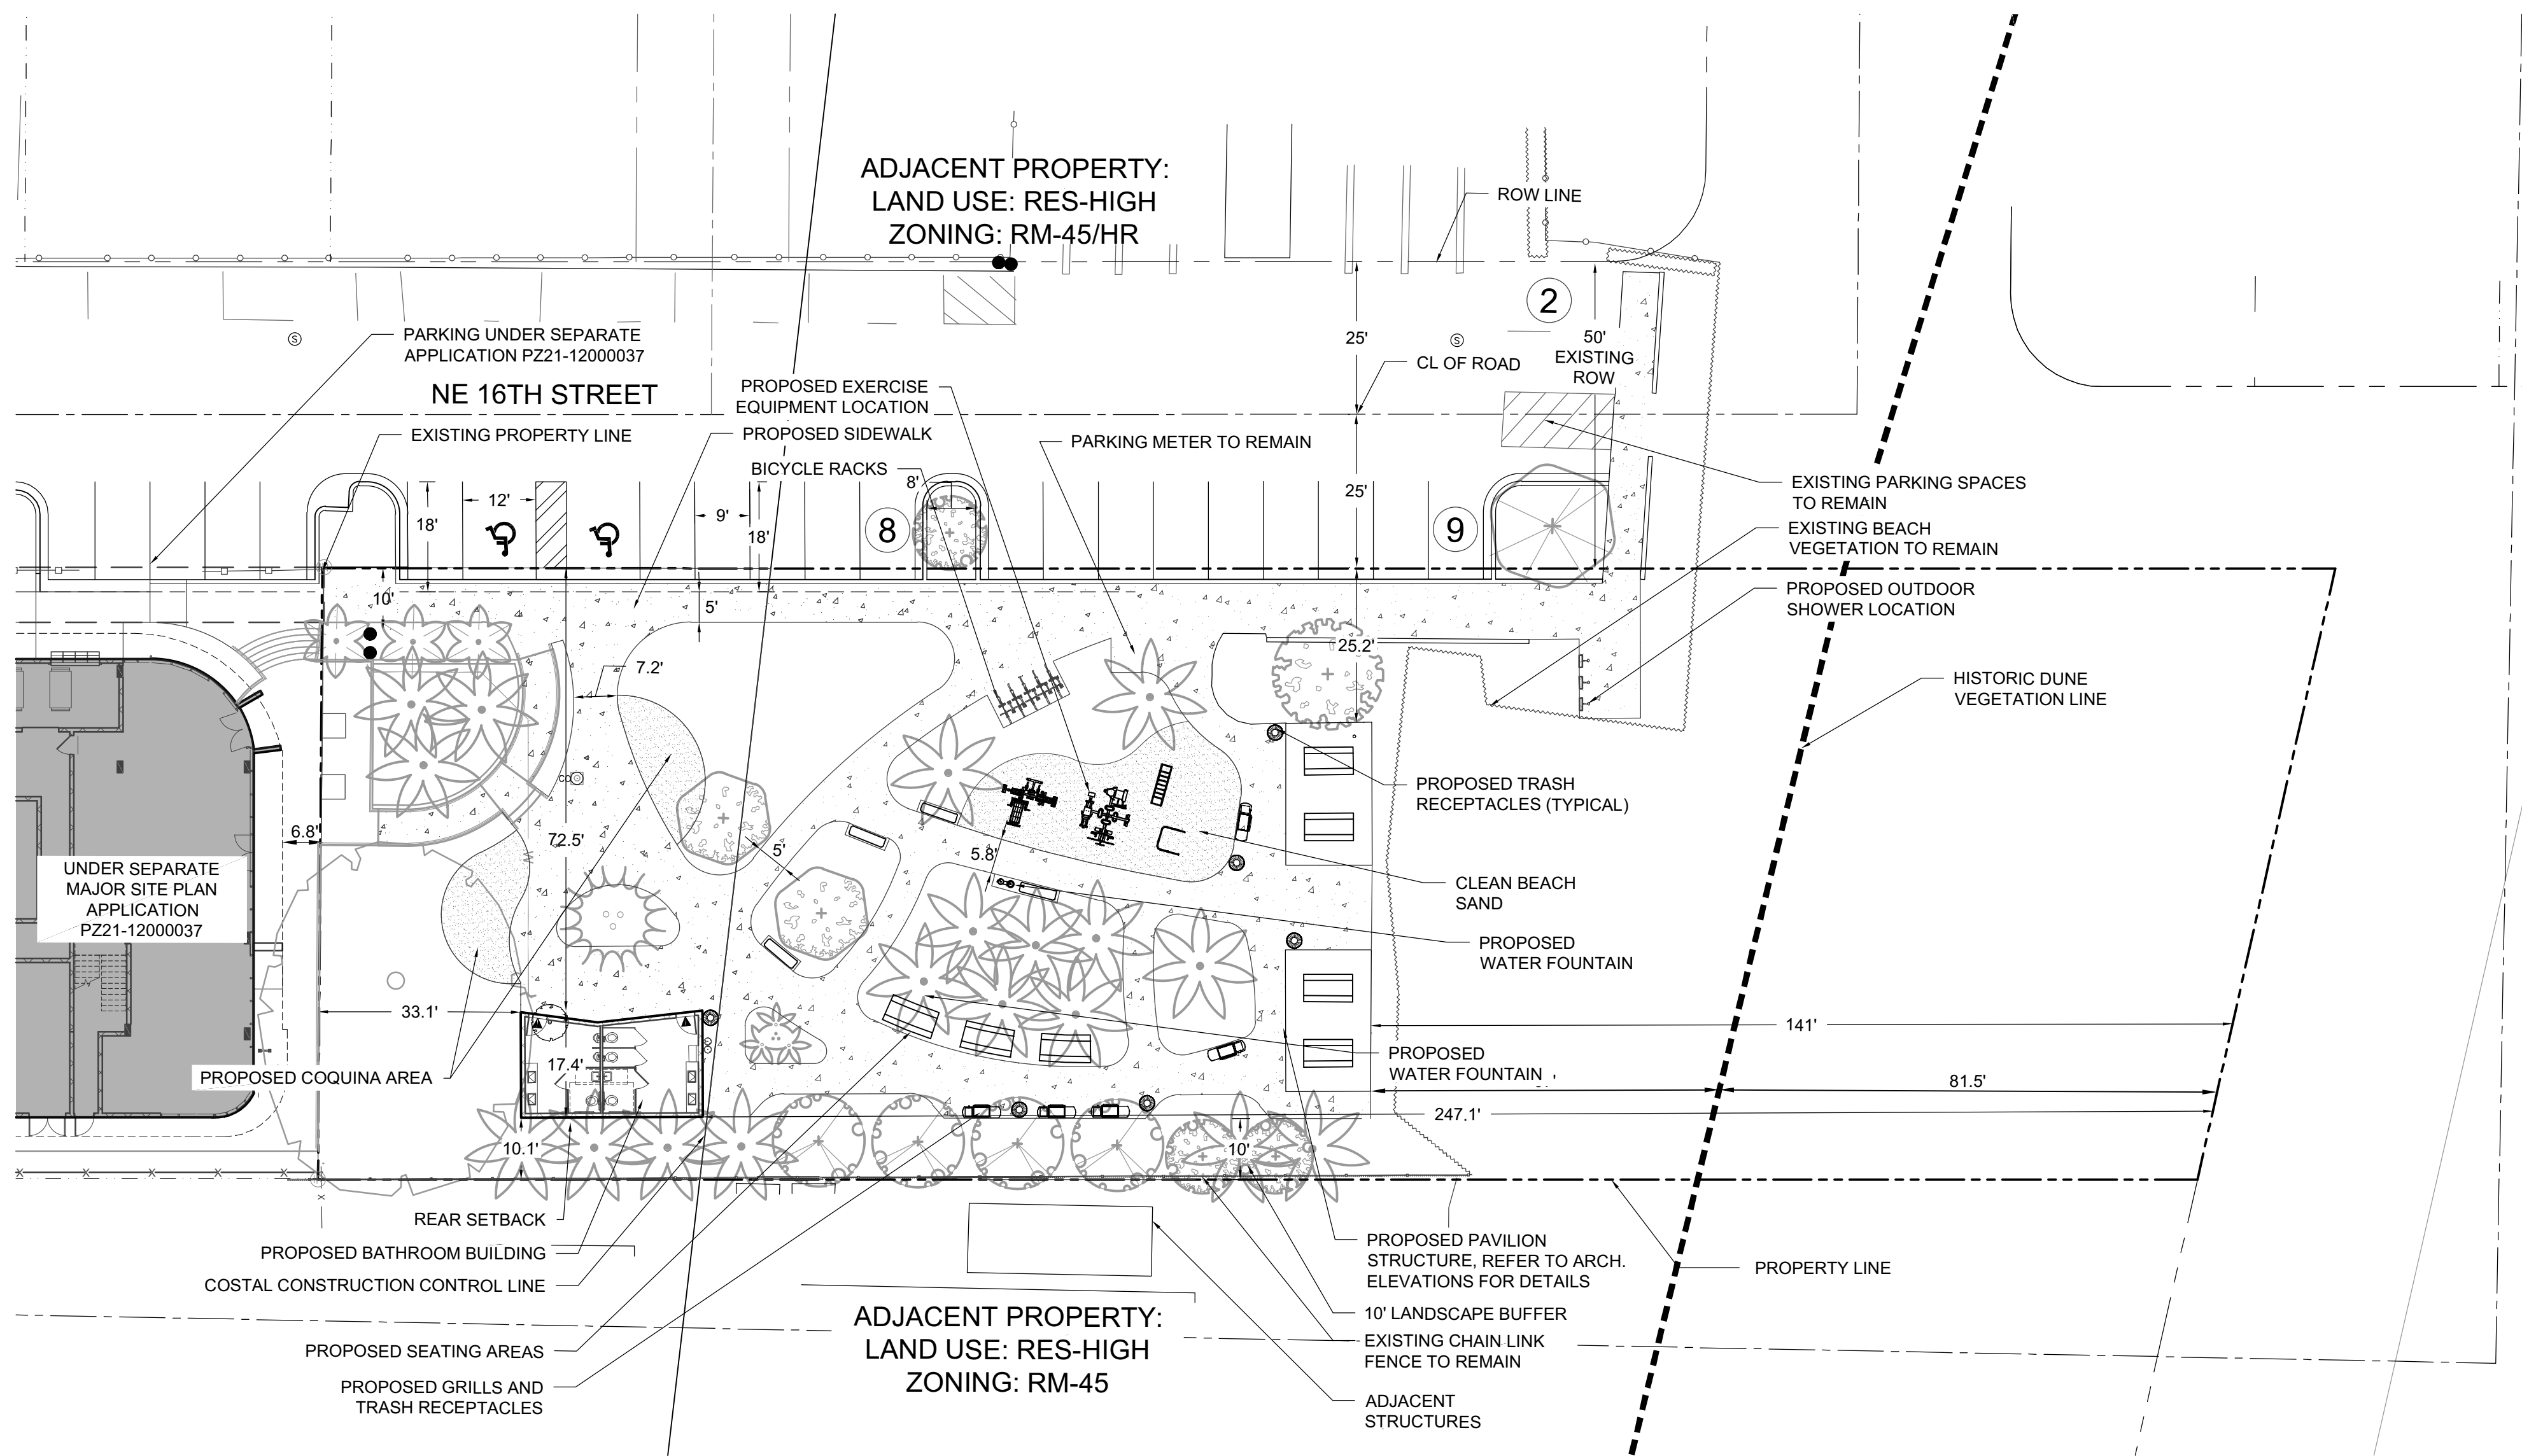 ADJACENT PROPERTY:
LAND USE: RES-HIGH
ZONING: RM-45/HR
ROW LINE
2
PARKING UNDER SEPARATE
APPLICATION PZ21-12000037
S
S
25'
50'
EXISTING
ROW
CL OF ROAD
NE 16TH STREET
PROPOSED EXERCISE
EQUIPMENT LOCATION
EXISTING PROPERTY LINE
PROPOSED SIDEWALK
PARKING METER TO REMAIN
BICYCLE RACKS
8'
25'
EXISTING PARKING SPACES
TO REMAIN
12'
18'
9'
18'
8
9
EXISTING BEACH
VEGETATION TO REMAIN
PROPOSED OUTDOOR
SHOWER LOCATION
10'
5'
25.2'
7.2'
HISTORIC DUNE
VEGETATION LINE
CO
PROPOSED TRASH
RECEPTACLES (TYPICAL)
6.8'
72.5'
5'
5.8'
UNDER SEPARATE
MAJOR SITE PLAN
APPLICATION
PZ21-12000037
W
CLEAN BEACH
SAND
PROPOSED
WATER FOUNTAIN
33.1'
141'
17.4'
PROPOSED COQUINA AREA
PROPOSED
WATER FOUNTAIN
81.5'
247.1'
10.1'
10'
X X X X X
X
REAR SETBACK
PROPOSED BATHROOM BUILDING
COSTAL CONSTRUCTION CONTROL LINE
PROPOSED PAVILION
STRUCTURE, REFER TO ARCH.
ELEVATIONS FOR DETAILS
PROPERTY LINE
10' LANDSCAPE BUFFER
ADJACENT PROPERTY:
LAND USE: RES-HIGH
ZONING: RM-45
EXISTING CHAIN LINK
FENCE TO REMAIN
PROPOSED SEATING AREAS
PROPOSED GRILLS AND
TRASH RECEPTACLES
ADJACENT
STRUCTURES